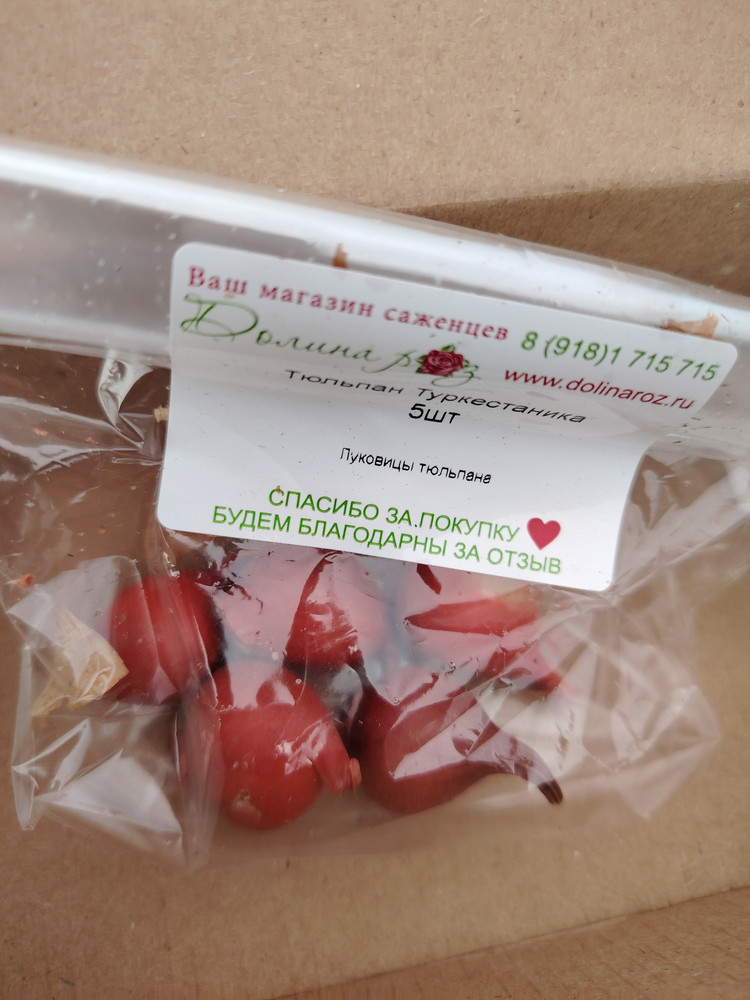 Ваш магазин саженцев 8 (918)1 715 715
Долина роз www.dolinaroz.ru
Тюльпан Туркестаника
5шт
Луковицы тюльпана
СПАСИБО ЗА ПОКУПКУ
БУДЕМ БЛАГОДАРНЫ ЗА ОТЗЫВ